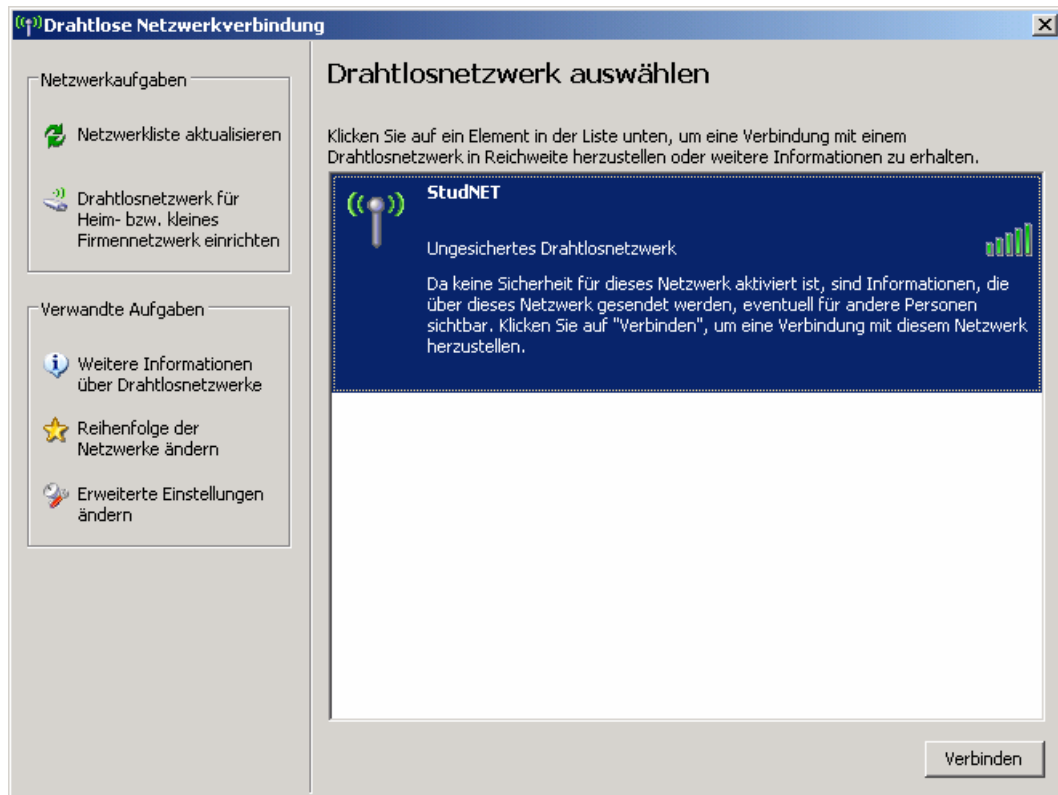 Drahtlose Netzwerkverbindung
Netzwerkaufgaben
Netzwerkliste aktualisieren
Drahtlosnetzwerk für
Heim- bzw. kleines
Firmennetzwerk einrichten
Verwandte Aufgaben
Weitere Informationen
über Drahtlosnetzwerke
Reihenfolge der
Netzwerke ändern
Erweiterte Einstellungen
ändern
Drahtlosnetzwerk auswählen
Klicken Sie auf ein Element in der Liste unten, um eine Verbindung mit einem
Drahtlosnetzwerk in Reichweite herzustellen oder weitere Informationen zu erhalten.
StudNET
Ungesichertes Drahtlosnetzwerk
Da keine Sicherheit für dieses Netzwerk aktiviert ist, sind Informationen, die
über dieses Netzwerk gesendet werden, eventuell für andere Personen
sichtbar. Klicken Sie auf "Verbinden", um eine Verbindung mit diesem Netzwerk
herzustellen.
Verbinden